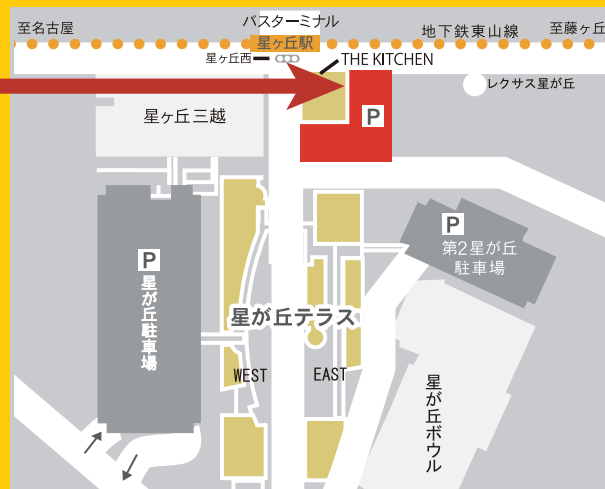 バスターミナル
至名古屋
地下鉄東山線
至藤ヶ丘
星ヶ丘駅
星ヶ丘西
THE KITCHEN
レクサス星が丘
星ヶ丘三越
P
P
第2星が丘
駐車場
P
星が丘駐車場
星が丘テラス
WEST
EAST
星が丘ボウル